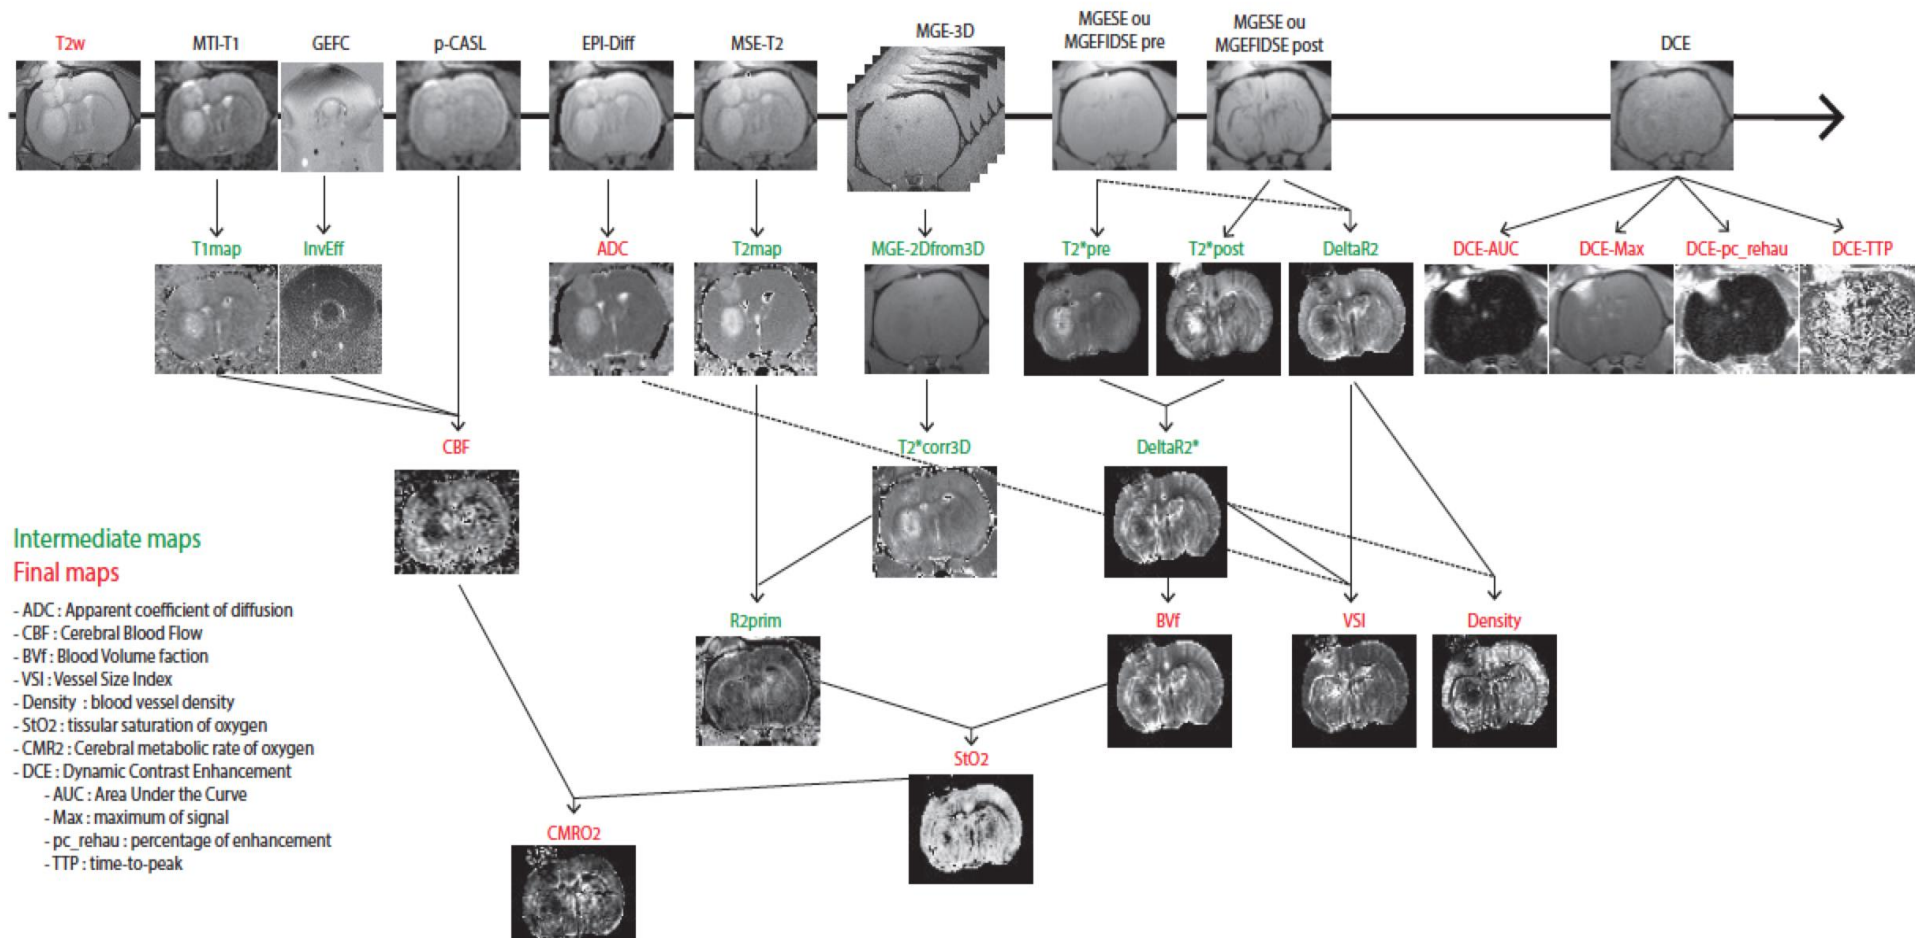 T2w
MTI-T1
GEFC
p-CASL
EPI-Diff
MSE-T2
MGE-3D
MGESE ou
MGEFIDSE pre
MGESE ou
MGEFIDSE post
DCE
T1map
InvEff
ADC
T2map
MGE-2Dfrom3D
T2*pre
T2*post
DeltaR2
DCE-AUC
DCE-Max
DCE-pc_rehau
DCE-TTP
CBF
T2*corr3D
DeltaR2*
Intermediate maps
Final maps
- ADC : Apparent coefficient of diffusion
- CBF : Cerebral Blood Flow
- BVf : Blood Volume faction
- VSI : Vessel Size Index
- Density : blood vessel density
- StO2 : tissular saturation of oxygen
- CMR2 : Cerebral metabolic rate of oxygen
- DCE : Dynamic Contrast Enhancement
- AUC : Area Under the Curve
- Max : maximum of signal
- pc_rehau : percentage of enhancement
- TTP : time-to-peak
R2prim
BVf
VSI
Density
StO2
CMRO2